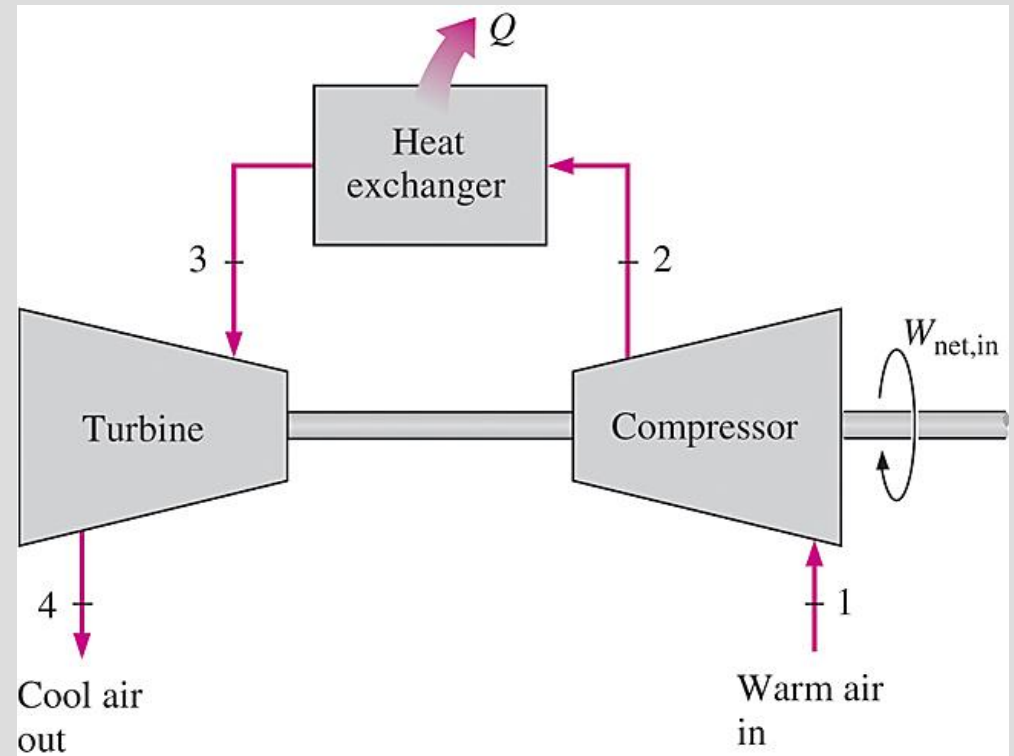 Q
Heat
exchanger
3
2
W net,in
Turbine
Compressor
4
1
Cool air
out
Warm air
in